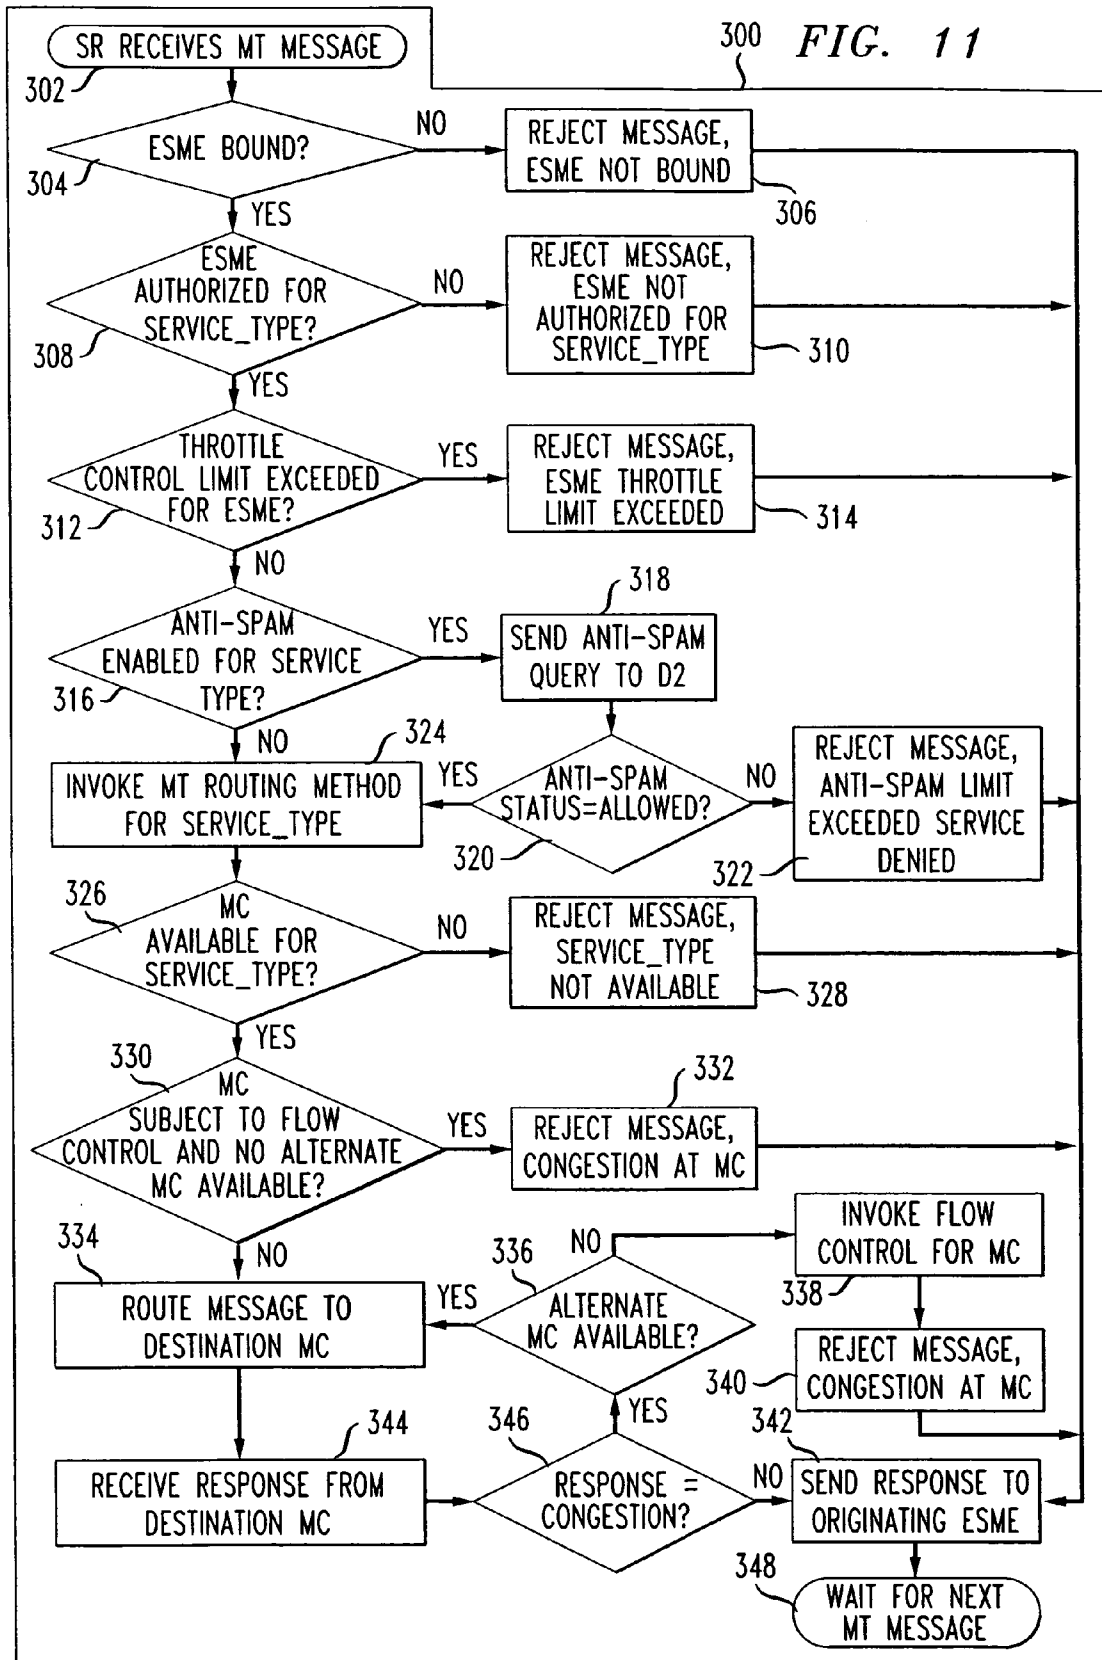 300 FIG. 11
SR RECEIVES MT MESSAGE
302
ESME BOUND?
304
NO
REJECT MESSAGE,
ESME NOT BOUND
306
YES
ESME
AUTHORIZED FOR
SERVICE_TYPE?
308
NO
REJECT MESSAGE,
ESME NOT
AUTHORIZED FOR
SERVICE_TYPE
310
YES
THROTTLE
CONTROL LIMIT EXCEEDED
FOR ESME?
312
YES
REJECT MESSAGE,
ESME THROTTLE
LIMIT EXCEEDED
314
NO
ANTI-SPAM
ENABLED FOR SERVICE
TYPE?
316
YES
318
SEND ANTI-SPAM
QUERY TO D2
NO
324
INVOKE MT ROUTING METHOD
FOR SERVICE_TYPE
YES
ANTI-SPAM
STATUS=ALLOWED?
320
NO
REJECT MESSAGE,
ANTI-SPAM LIMIT
EXCEEDED SERVICE
DENIED
322
326
MC
AVAILABLE FOR
SERVICE_TYPE?
NO
REJECT MESSAGE,
SERVICE_TYPE
NOT AVAILABLE
328
YES
330
MC
SUBJECT TO FLOW
CONTROL AND NO ALTERNATE
MC AVAILABLE?
YES
332
REJECT MESSAGE,
CONGESTION AT MC
NO
334
ROUTE MESSAGE TO
DESTINATION MC
YES
336
ALTERNATE
MC AVAILABLE?
NO
INVOKE FLOW
CONTROL FOR MC
338
REJECT MESSAGE,
CONGESTION AT MC
340
YES
344
RECEIVE RESPONSE FROM
DESTINATION MC
346
RESPONSE =
CONGESTION?
NO
342
SEND RESPONSE TO
ORIGINATING ESME
348
WAIT FOR NEXT
MT MESSAGE